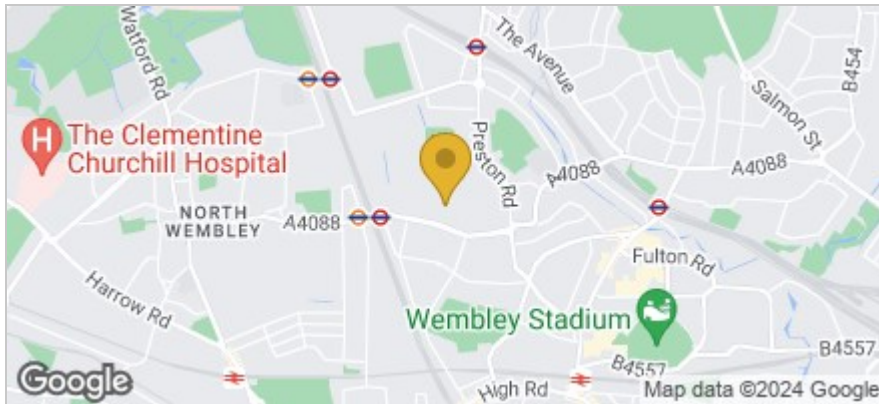 Watford Rd
The Avenue
B454
Salmon St
H
The Clementine
Churchill Hospital
Preston Rd
A4088
A4088
NORTH
WEMBLEY
A4088
Fulton Rd
Harrow Rd
Wembley Stadium
B4557
B4557
High Rd
Google
Map data ©2024 Google